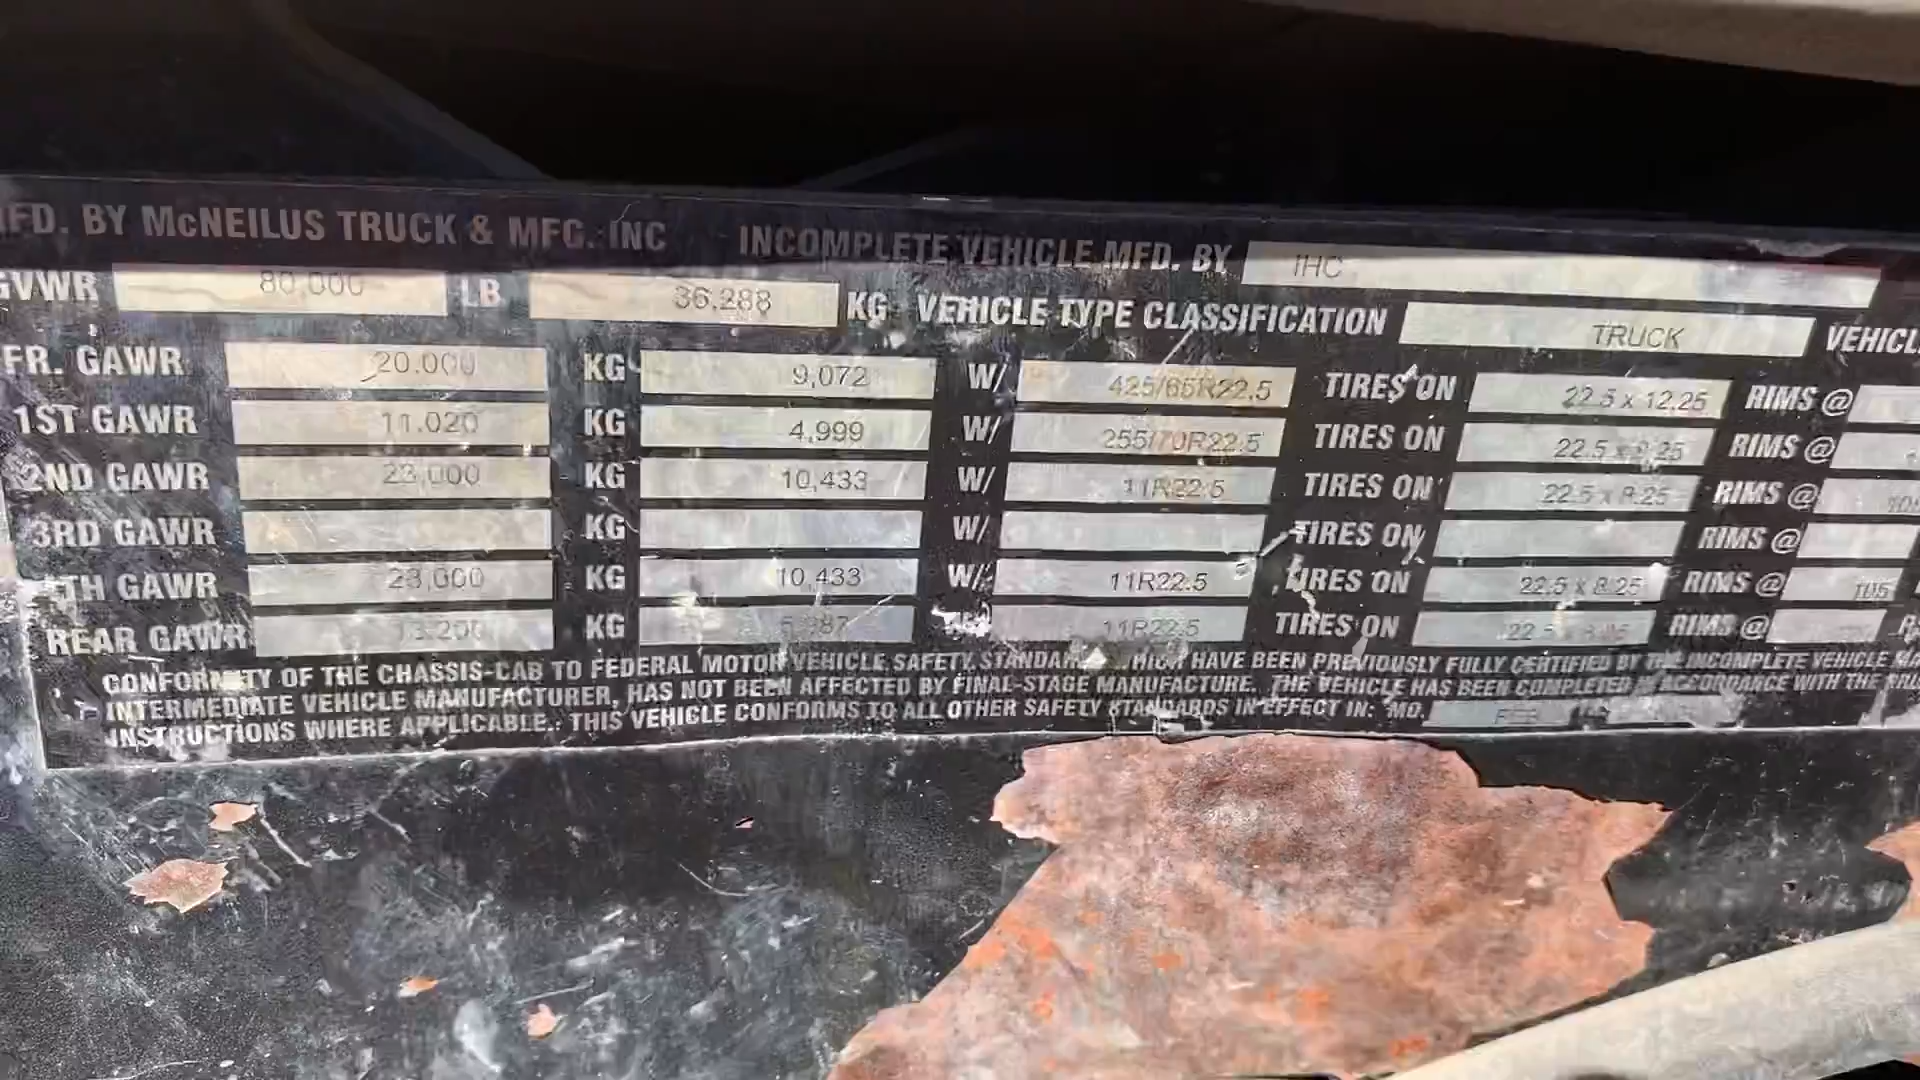 MFD. BY McNEILUS TRUCK & MFG. INC INCOMPLETE VEHICLE MFD. BY IHC
GVWR 80,000 LB 36,288 KG VEHICLE TYPE CLASSIFICATION TRUCK
FR. GAWR 20,000 KG 9,072 W/ 425/65R22.5 TIRES ON 22.5 x 12.25 RIMS @
1ST GAWR 11,020 KG 4,999 W/ 255/70R22.5 TIRES ON 22.5 x 8.25 RIMS @
2ND GAWR 23,000 KG 10,433 W/ 11R22.5 TIRES ON 22.5 x 8.25 RIMS @
3RD GAWR KG W/ TIRES ON RIMS @
4TH GAWR 23,000 KG 10,433 W/ 11R22.5 TIRES ON 22.5 x 8.25 RIMS @
REAR GAWR KG W/ 11R22.5 TIRES ON RIMS @
CONFORMITY OF THE CHASSIS-CAB TO FEDERAL MOTOR VEHICLE SAFETY STANDARDS WHICH HAVE BEEN PREVIOUSLY FULLY CERTIFIED BY THE INCOMPLETE VEHICLE
INTERMEDIATE VEHICLE MANUFACTURER, HAS NOT BEEN AFFECTED BY FINAL-STAGE MANUFACTURE. THE VEHICLE HAS BEEN COMPLETED IN ACCORDANCE WITH THE
INSTRUCTIONS WHERE APPLICABLE. THIS VEHICLE CONFORMS TO ALL OTHER SAFETY STANDARDS IN EFFECT IN: MO. FEB